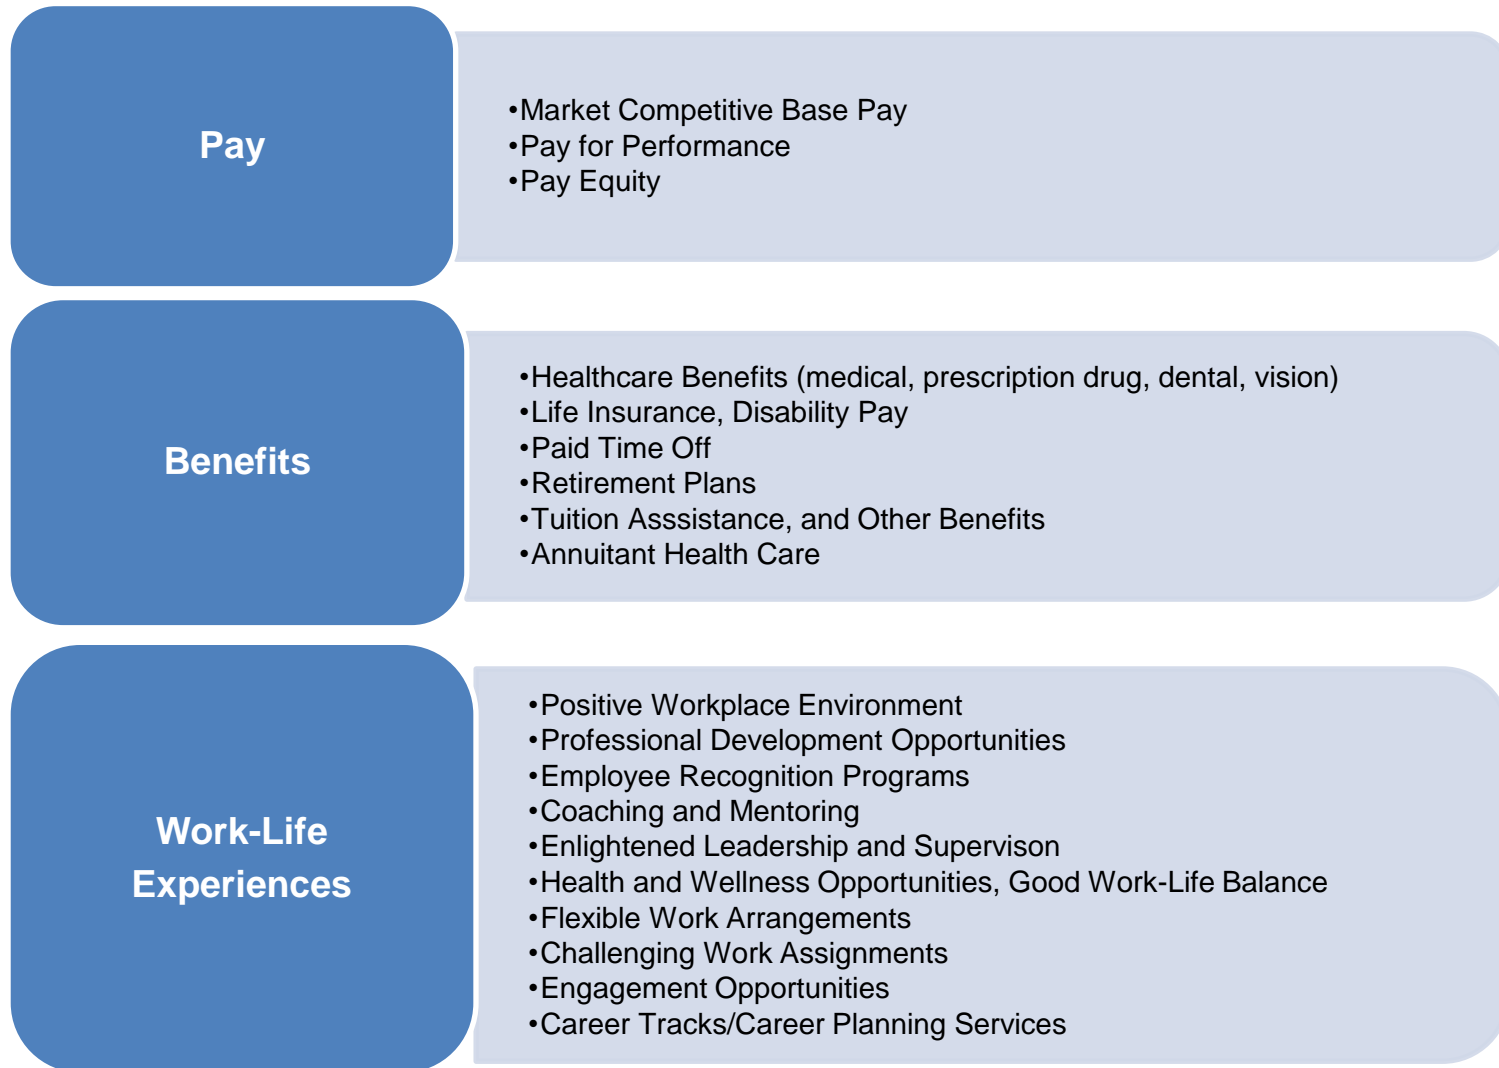 Pay
•Market Competitive Base Pay
•Pay for Performance
•Pay Equity
Benefits
•Healthcare Benefits (medical, prescription drug, dental, vision)
•Life Insurance, Disability Pay
•Paid Time Off
•Retirement Plans
•Tuition Asssistance, and Other Benefits
•Annuitant Health Care
Work-Life
Experiences
•Positive Workplace Environment
•Professional Development Opportunities
•Employee Recognition Programs
•Coaching and Mentoring
•Enlightened Leadership and Supervison
•Health and Wellness Opportunities, Good Work-Life Balance
•Flexible Work Arrangements
•Challenging Work Assignments
•Engagement Opportunities
•Career Tracks/Career Planning Services